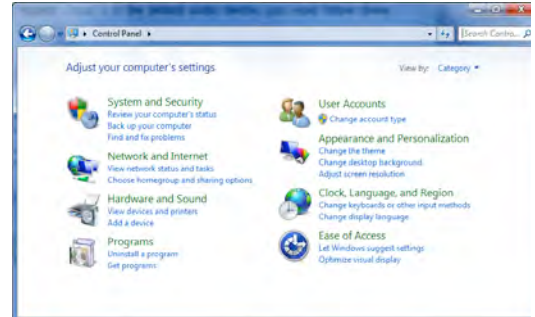 Control Panel
Search Contro...
Adjust your computer's settings
View by: Category
System and Security
Review your computer's status
Back up your computer
Find and fix problems
Network and Internet
View network status and tasks
Choose homegroup and sharing options
Hardware and Sound
View devices and printers
Add a device
Programs
Uninstall a program
Get programs
User Accounts
Change account type
Appearance and Personalization
Change the theme
Change desktop background
Adjust screen resolution
Clock, Language, and Region
Change keyboards or other input methods
Change display language
Ease of Access
Let Windows suggest settings
Optimize visual display